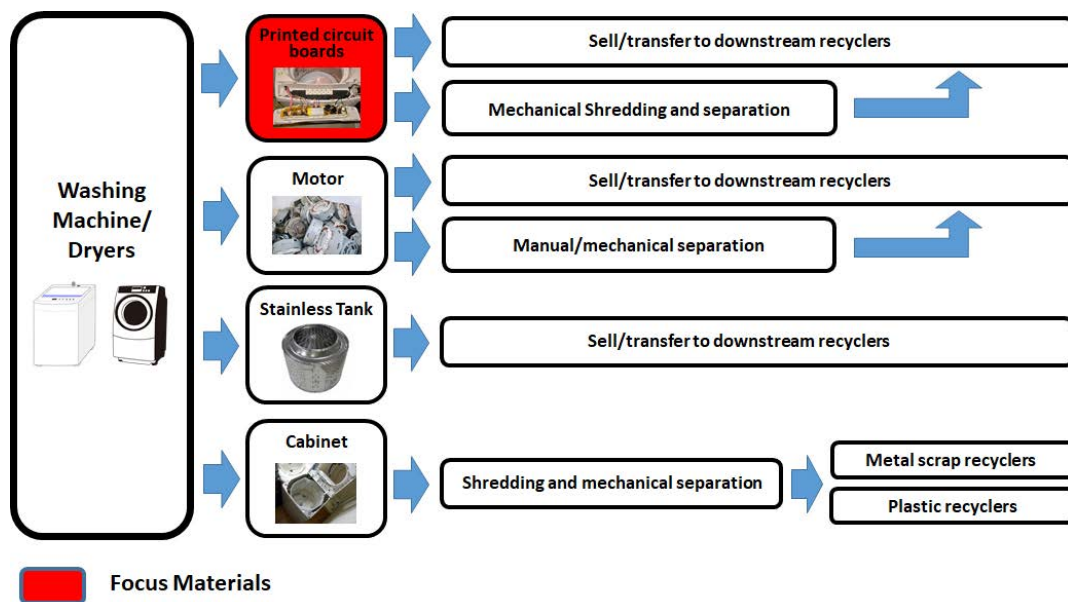 Printed circuit
boards
Sell/transfer to downstream recyclers
Mechanical Shredding and separation
Washing
Machine/
Dryers
Motor
Sell/transfer to downstream recyclers
Manual/mechanical separation
Stainless Tank
Sell/transfer to downstream recyclers
Cabinet
Shredding and mechanical separation
Metal scrap recyclers
Plastic recyclers
Focus Materials